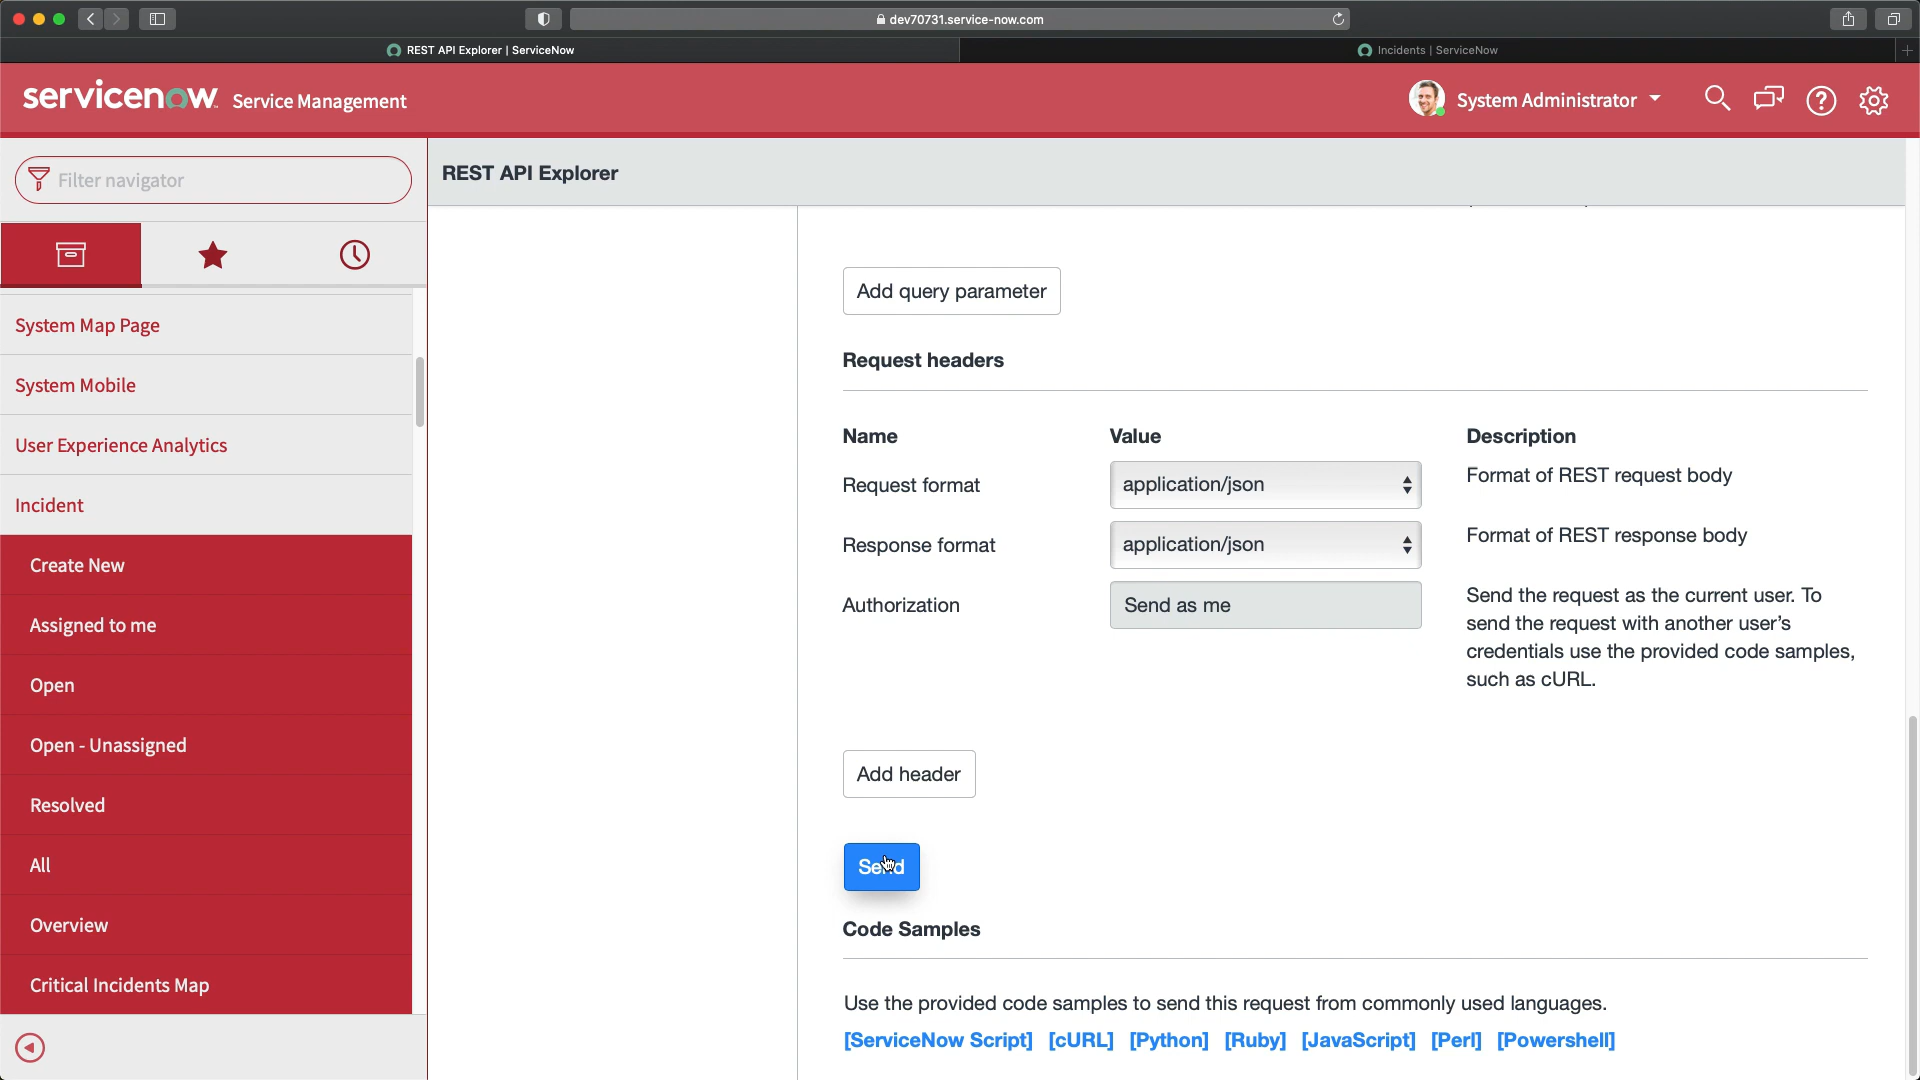 dev70731.service-now.com
REST API Explorer | ServiceNow
Incidents | ServiceNow
servicenow Service Management
System Administrator
Filter navigator
System Map Page
System Mobile
User Experience Analytics
Incident
Create New
Assigned to me
Open
Open - Unassigned
Resolved
All
Overview
Critical Incidents Map
REST API Explorer
Add query parameter
Request headers
Name Value Description
Request format application/json Format of REST request body
Response format application/json Format of REST response body
Authorization Send as me Send the request as the current user. To
send the request with another user's
credentials use the provided code samples,
such as cURL.
Add header
Send
Code Samples
Use the provided code samples to send this request from commonly used languages.
[ServiceNow Script] [cURL] [Python] [Ruby] [JavaScript] [Perl] [Powershell]